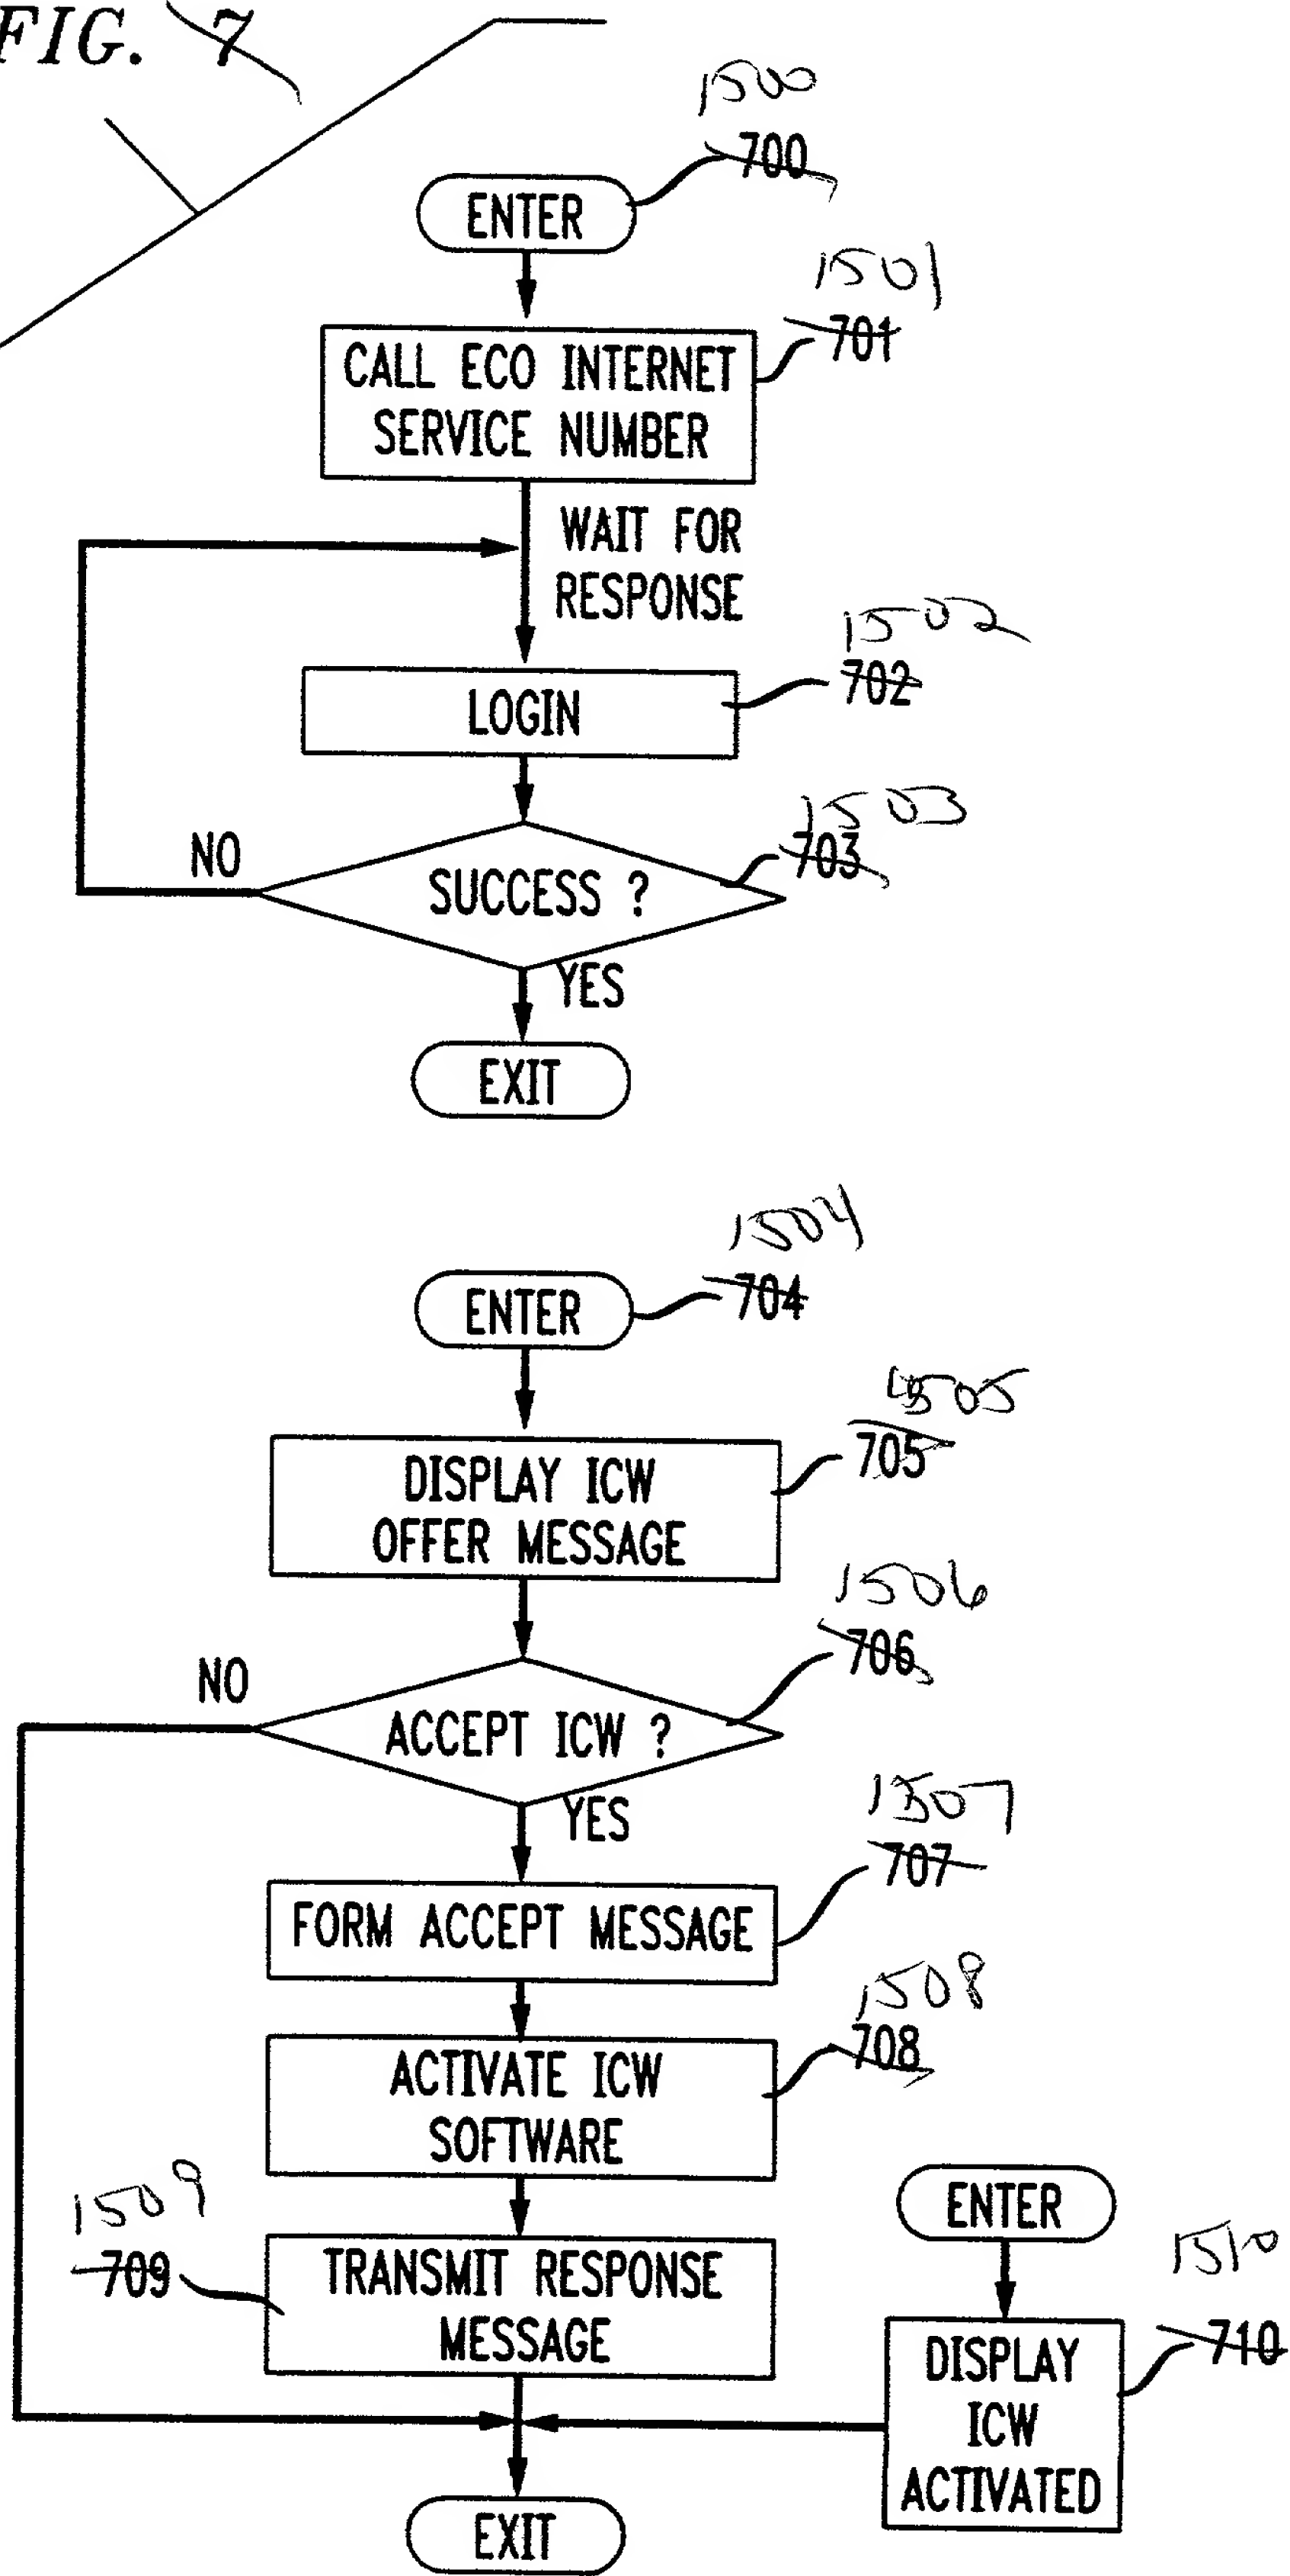 FIG. 7
1500
700
ENTER
1501
701
CALL ECO INTERNET
SERVICE NUMBER
WAIT FOR
RESPONSE
1502
702
LOGIN
1503
703
NO
SUCCESS ?
YES
EXIT
1504
704
ENTER
1505
705
DISPLAY ICW
OFFER MESSAGE
1506
706
NO
ACCEPT ICW ?
YES
1507
707
FORM ACCEPT MESSAGE
1508
708
ACTIVATE ICW
SOFTWARE
1509
709
TRANSMIT RESPONSE
MESSAGE
ENTER
1510
710
DISPLAY
ICW
ACTIVATED
EXIT